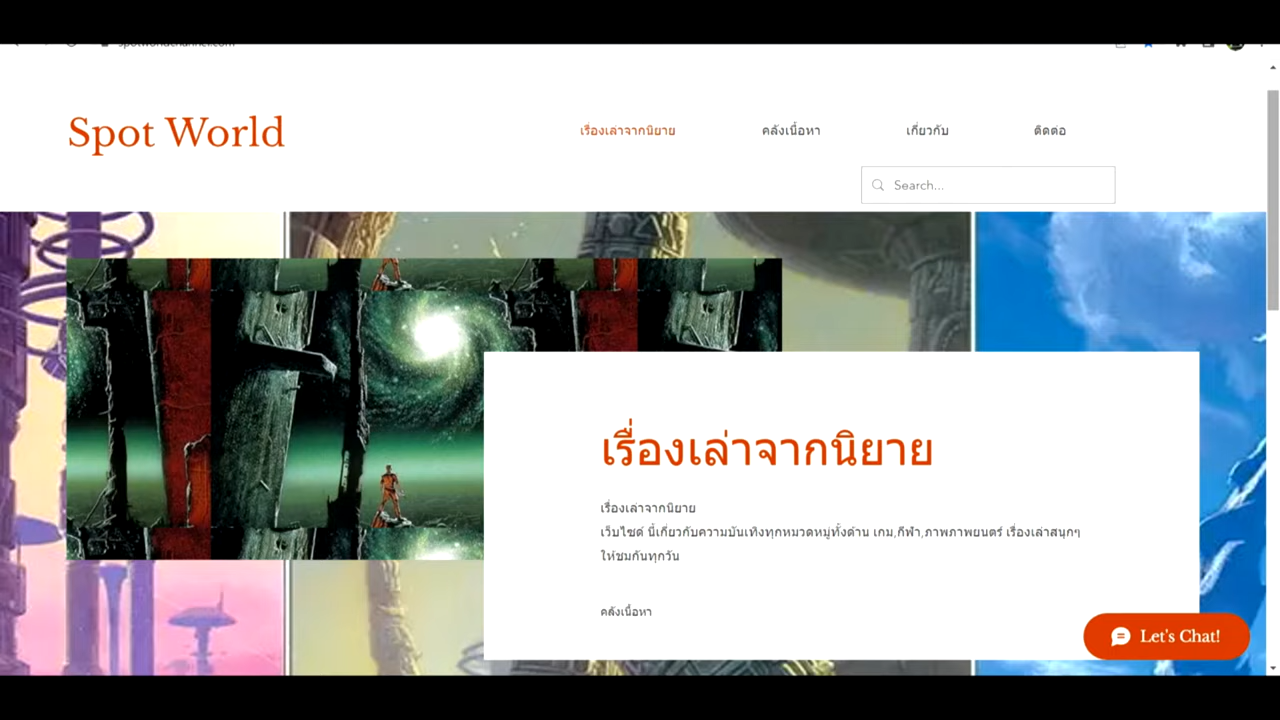 Spot World
เรื่องเล่าจากนิยาย
คลังเนื้อหา
เกี่ยวกับ
ติดต่อ
Search...
เรื่องเล่าจากนิยาย
เรื่องเล่าจากนิยาย
เว็บไซด์ นี้เกี่ยวกับความบันเทิงทุกหมวดหมู่ทั้งด้าน เกม,กีฬา,ภาพภาพยนตร์ เรื่องเล่าสนุกๆ
ให้ชมกันทุกวัน
คลังเนื้อหา
Let's Chat!